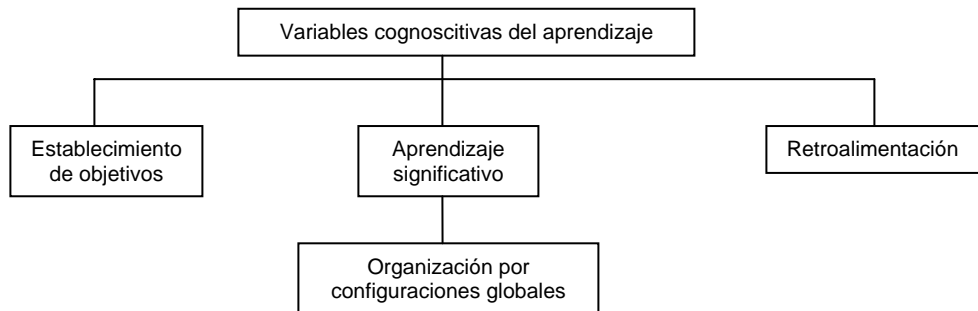 Variables cognoscitivas del aprendizaje
Establecimiento
de objetivos
Aprendizaje
significativo
Retroalimentación
Organización por
configuraciones globales